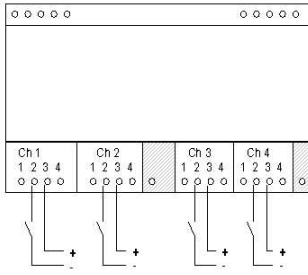 Ch 1 Ch 2 Ch 3 Ch 4
1 2 3 4 1 2 3 4 1 2 3 4 1 2 3 4
+ + + +
- - - -